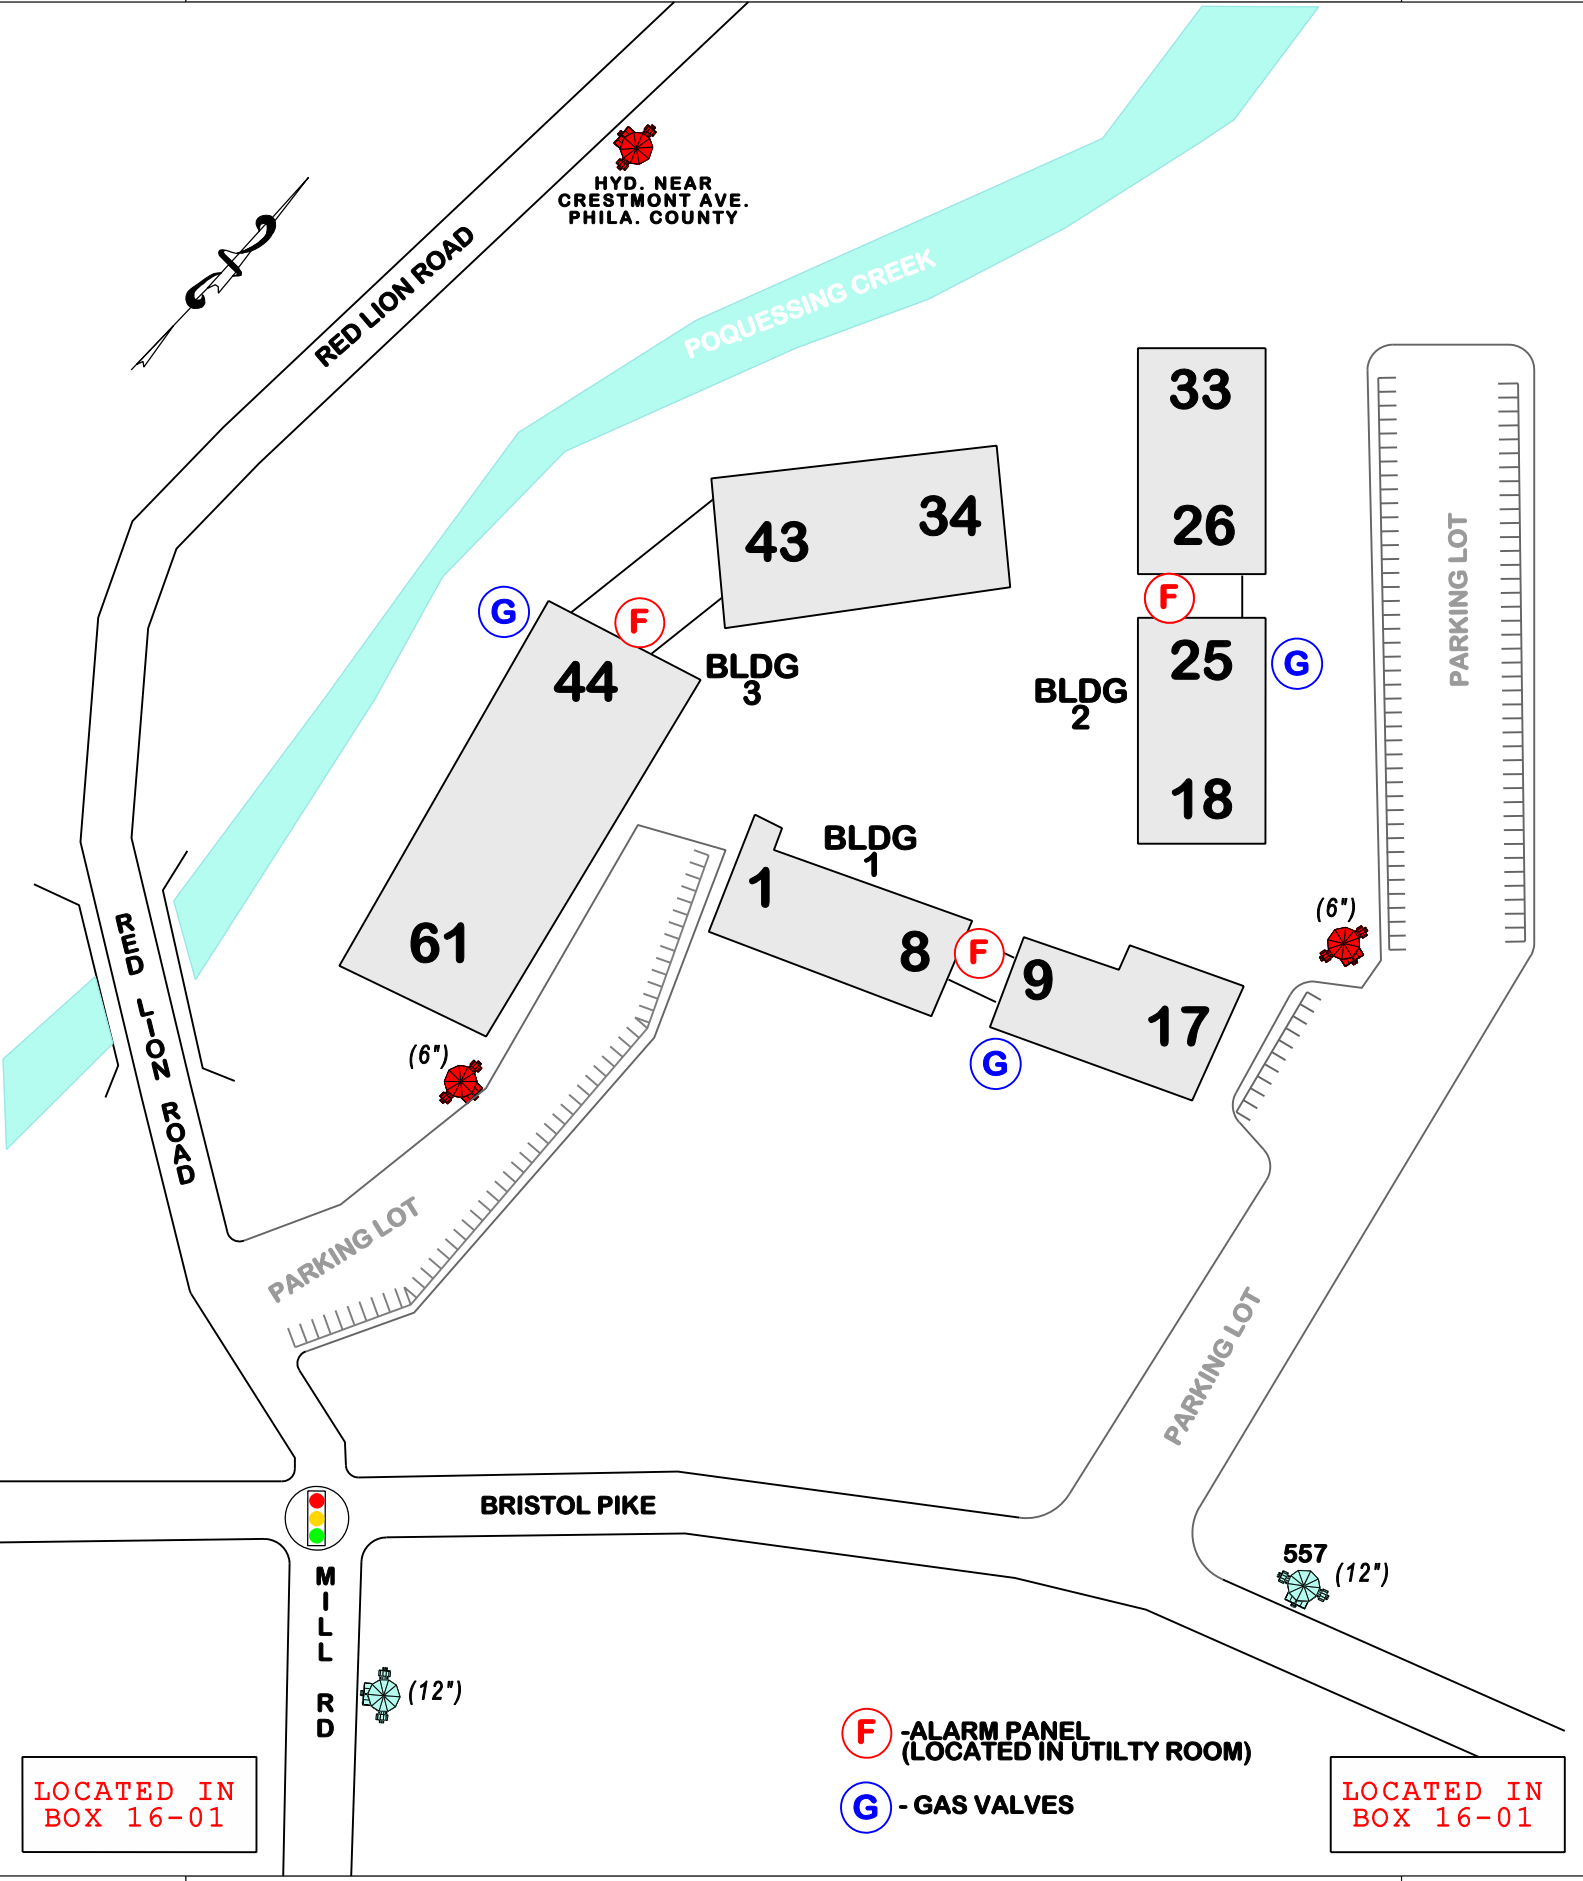 HYD. NEAR
CRESTMONT AVE.
PHILA. COUNTY
RED LION ROAD
POQUESSING CREEK
33
26
F
25
G
18
BLDG
2
PARKING LOT
43
34
G
F
44
61
BLDG
3
BLDG
1
1
8
F
9
17
G
(6")
(6")
RED LION ROAD
PARKING LOT
PARKING LOT
BRISTOL PIKE
MILL RD
557
(12")
(12")
F -ALARM PANEL
(LOCATED IN UTILTY ROOM)
G - GAS VALVES
LOCATED IN
BOX 16-01
LOCATED IN
BOX 16-01